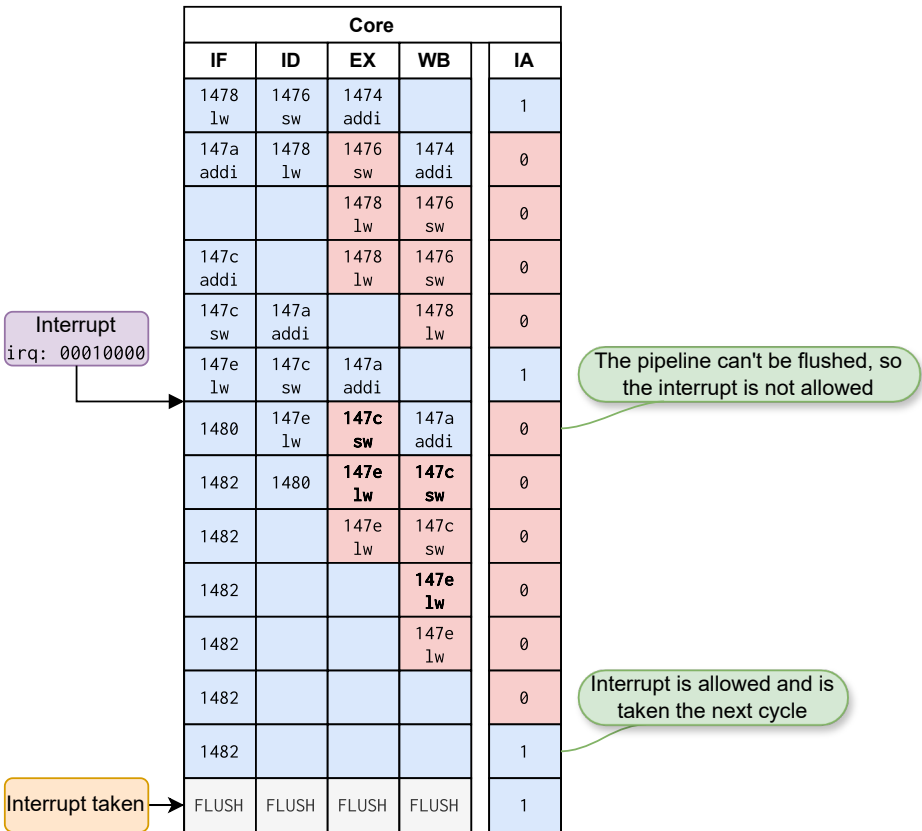 Core
IF ID EX WB IA
1478 1476 1474
lw sw addi 1
147a 1478 1476 1474
addi lw sw addi 0
1478 1476
lw sw 0
147c 1478 1476
addi lw sw 0
147c 147a 1478
sw addi lw 0
Interrupt
irq: 00010000
147e 147c 147a
lw sw addi 1
The pipeline can't be flushed, so
the interrupt is not allowed
1480 147e 147c 147a
lw sw addi 0
1482 1480 147e 147c
lw sw 0
1482 147e 147c
lw sw 0
1482 147e
lw 0
1482 147e
lw 0
1482 0
Interrupt is allowed and is
taken the next cycle
1482 1
Interrupt taken
FLUSH FLUSH FLUSH FLUSH 1